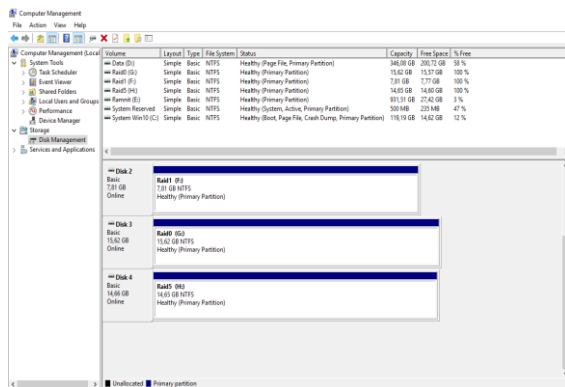 Computer Management
File Action View Help
Computer Management (Local
System Tools
Task Scheduler
Event Viewer
Shared Folders
Local Users and Groups
Performance
Device Manager
Storage
Disk Management
Services and Applications
Volume Layout Type File System Status Capacity Free Space % Free
Data (D:) Simple Basic NTFS Healthy (Page File, Primary Partition) 346,08 GB 200,72 GB 58 %
Raid0 (G:) Simple Basic NTFS Healthy (Primary Partition) 15,62 GB 15,57 GB 100 %
Raid1 (F:) Simple Basic NTFS Healthy (Primary Partition) 7,81 GB 7,77 GB 100 %
Raid5 (H:) Simple Basic NTFS Healthy (Primary Partition) 14,65 GB 14,60 GB 100 %
Ramnit (E:) Simple Basic NTFS Healthy (Primary Partition) 931,51 GB 27,42 GB 3 %
System Reserved Simple Basic NTFS Healthy (System, Active, Primary Partition) 500 MB 235 MB 47 %
System Win10 (C:) Simple Basic NTFS Healthy (Boot, Page File, Crash Dump, Primary Partition) 119,19 GB 14,62 GB 12 %
Disk 2
Basic
7,81 GB
Online
Raid1 (F:)
7,81 GB NTFS
Healthy (Primary Partition)
Disk 3
Basic
15,62 GB
Online
Raid0 (G:)
15,62 GB NTFS
Healthy (Primary Partition)
Disk 4
Basic
14,66 GB
Online
Raid5 (H:)
14,65 GB NTFS
Healthy (Primary Partition)
Unallocated Primary partition